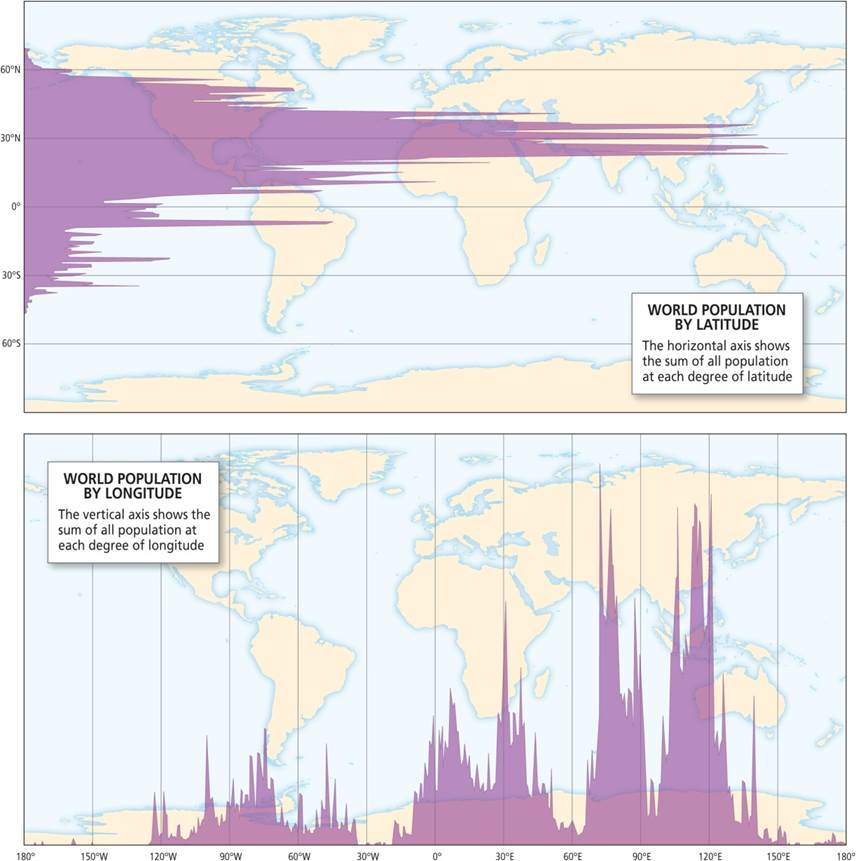 60°N
30°N
0°
30°S
60°S
WORLD POPULATION
BY LATITUDE
The horizontal axis shows
the sum of all population
at each degree of latitude
WORLD POPULATION
BY LONGITUDE
The vertical axis shows the
sum of all population at
each degree of longitude
180° 150°W 120°W 90°W 60°W 30°W 0° 30°E 60°E 90°E 120°E 150°E 180°